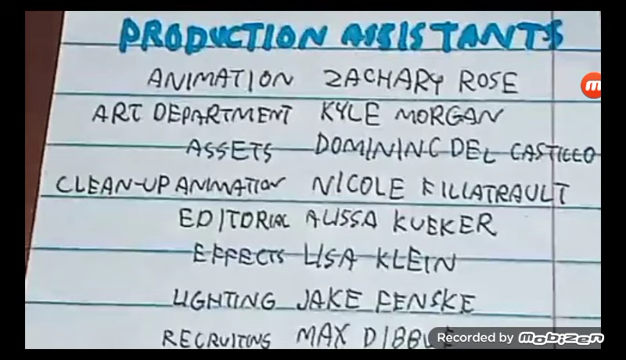 PRODUCTION ASSISTANTS
ANIMATION ZACHARY ROSE
ART DEPARTMENT KYLE MORGAN
ASSETS DOMININC DEL CASTILLO
CLEAN-UP ANIMATION NICOLE FILLATRAULT
EDITORIAL ALISSA KUEKER
EFFECTS LISA KLEIN
LIGHTING JAKE FENSKE
RECRUITING MAX
Recorded by mobizen